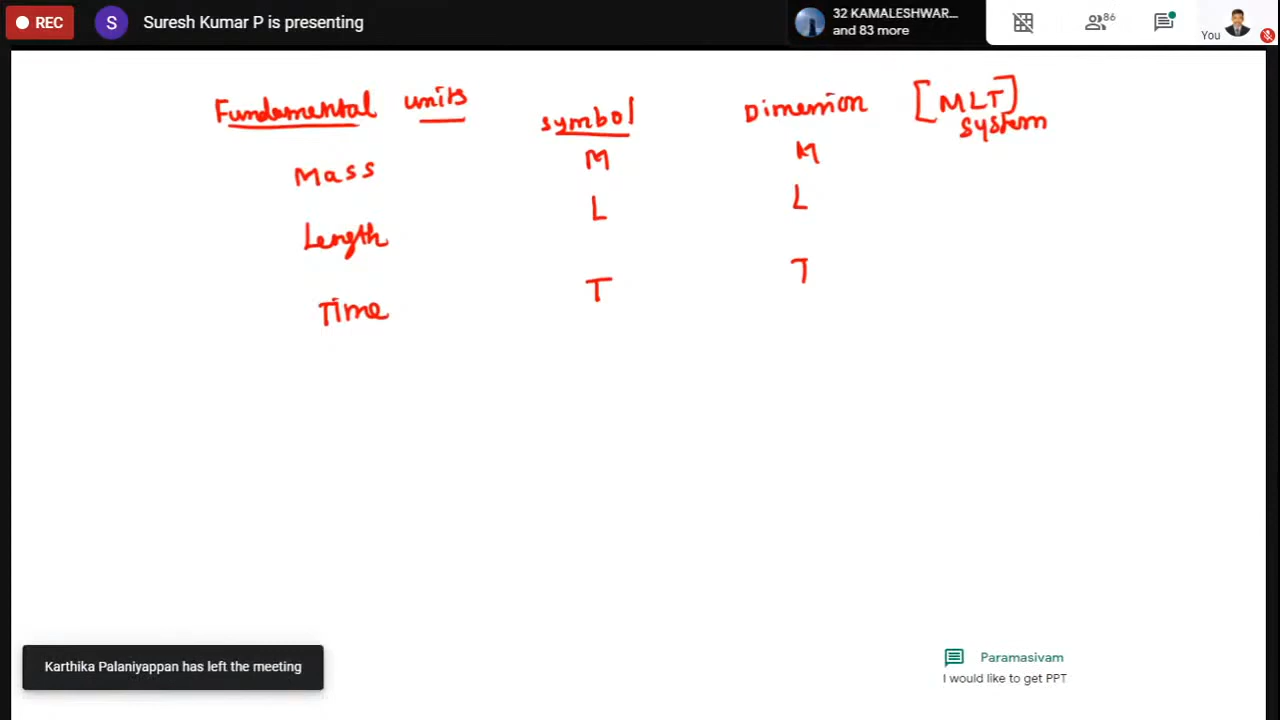 REC
S
Suresh Kumar P is presenting
32 KAMALESHWAR...
and 83 more
86
You
Fundamental units symbol Dimension [MLT]
system
Mass M M
Length L L
Time T T
Karthika Palaniyappan has left the meeting
Paramasivam
I would like to get PPT